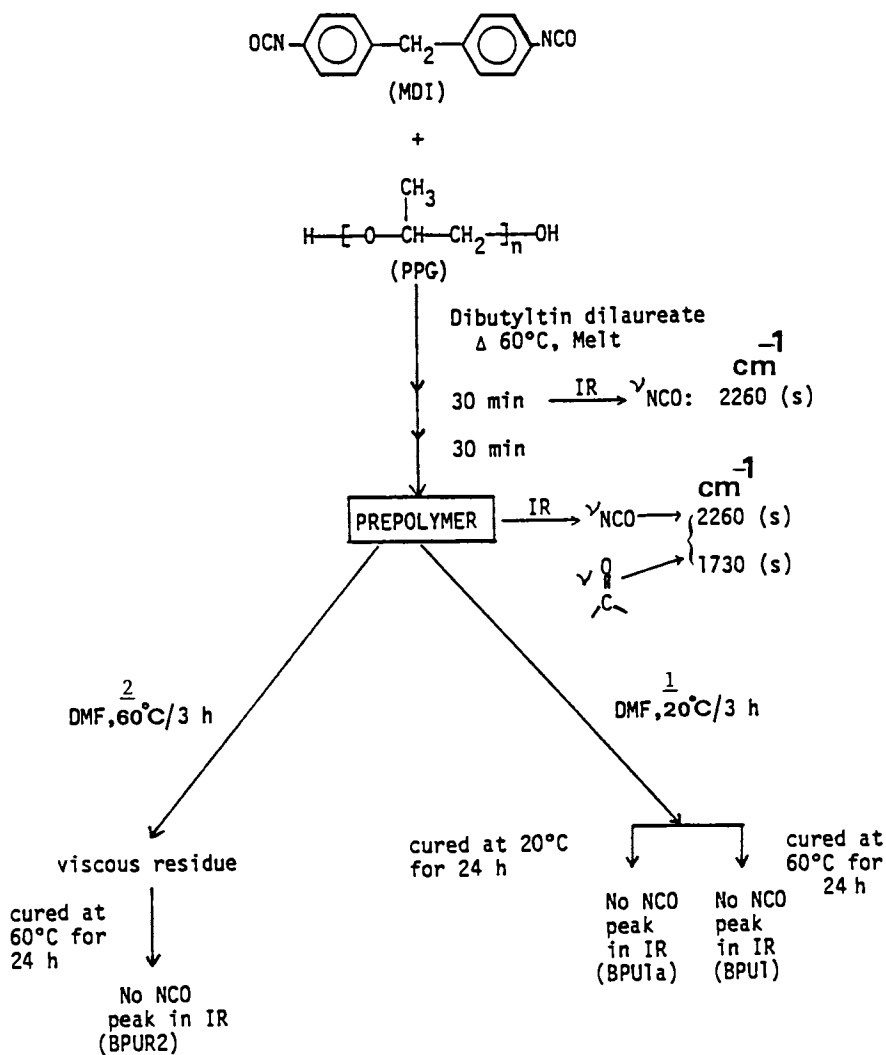 OCN
CH2
NCO
(MDI)
+
CH3
H-[-O-CH-CH2-]n-OH
(PPG)
Dibutyltin dilaureate
Δ 60°C, Melt
cm-1
30 min IR νNCO: 2260 (s)
30 min
cm-1
PREPOLYMER IR νNCO 2260 (s)
ν O 1730 (s)
C
2
DMF,60°C/3 h
1
DMF,20°C/3 h
viscous residue
cured at
60°C for
24 h
No NCO
peak in IR
(BPUR2)
cured at 20°C
for 24 h
No NCO
peak
in IR
(BPU1a)
No NCO
peak
in IR
(BPU1)
cured at
60°C for
24 h